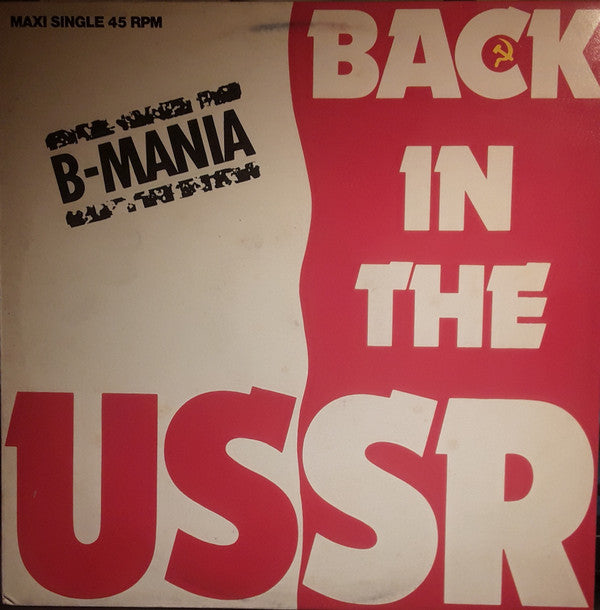 MAXI SINGLE 45 RPM
B-MANIA
BACK
IN
THE
USSR